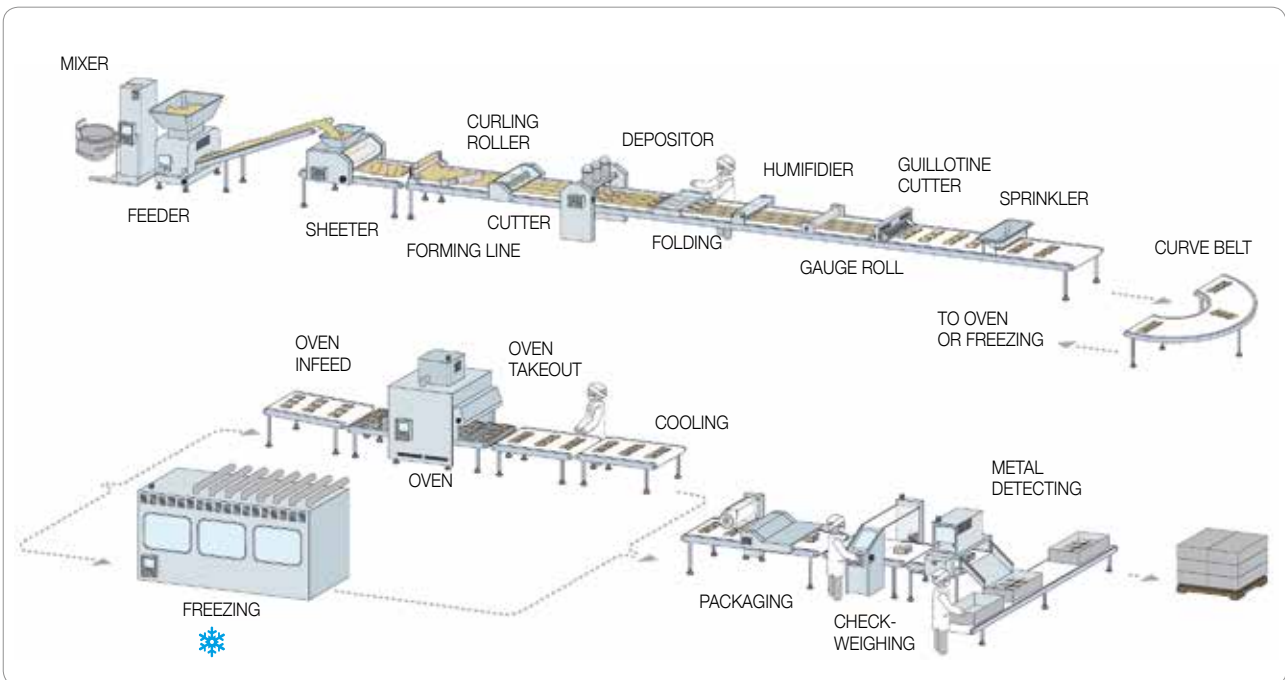 MIXER
FEEDER
SHEETER
CURLING
ROLLER
FORMING LINE
CUTTER
DEPOSITOR
FOLDING
HUMIFIDIER
GAUGE ROLL
GUILLOTINE
CUTTER
SPRINKLER
CURVE BELT
TO OVEN
OR FREEZING
OVEN
INFEED
OVEN
OVEN
TAKEOUT
COOLING
FREEZING
PACKAGING
CHECK-
WEIGHING
METAL
DETECTING